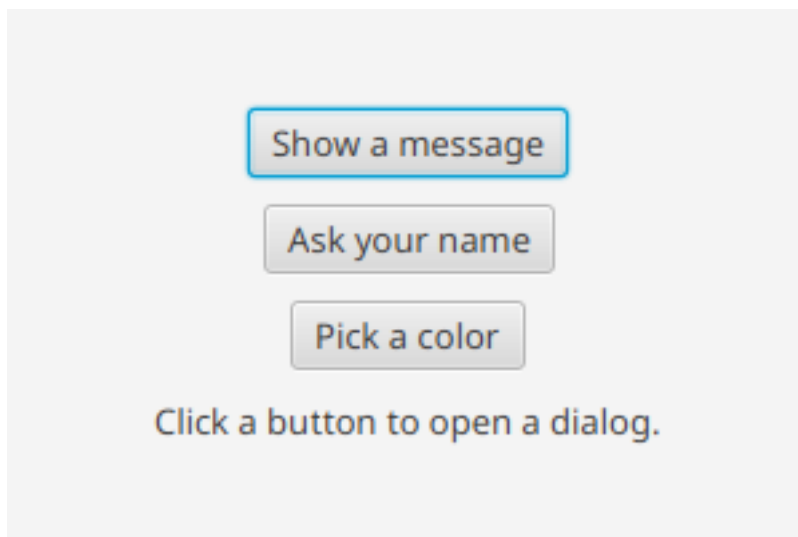 Show a message
Ask your name
Pick a color
Click a button to open a dialog.